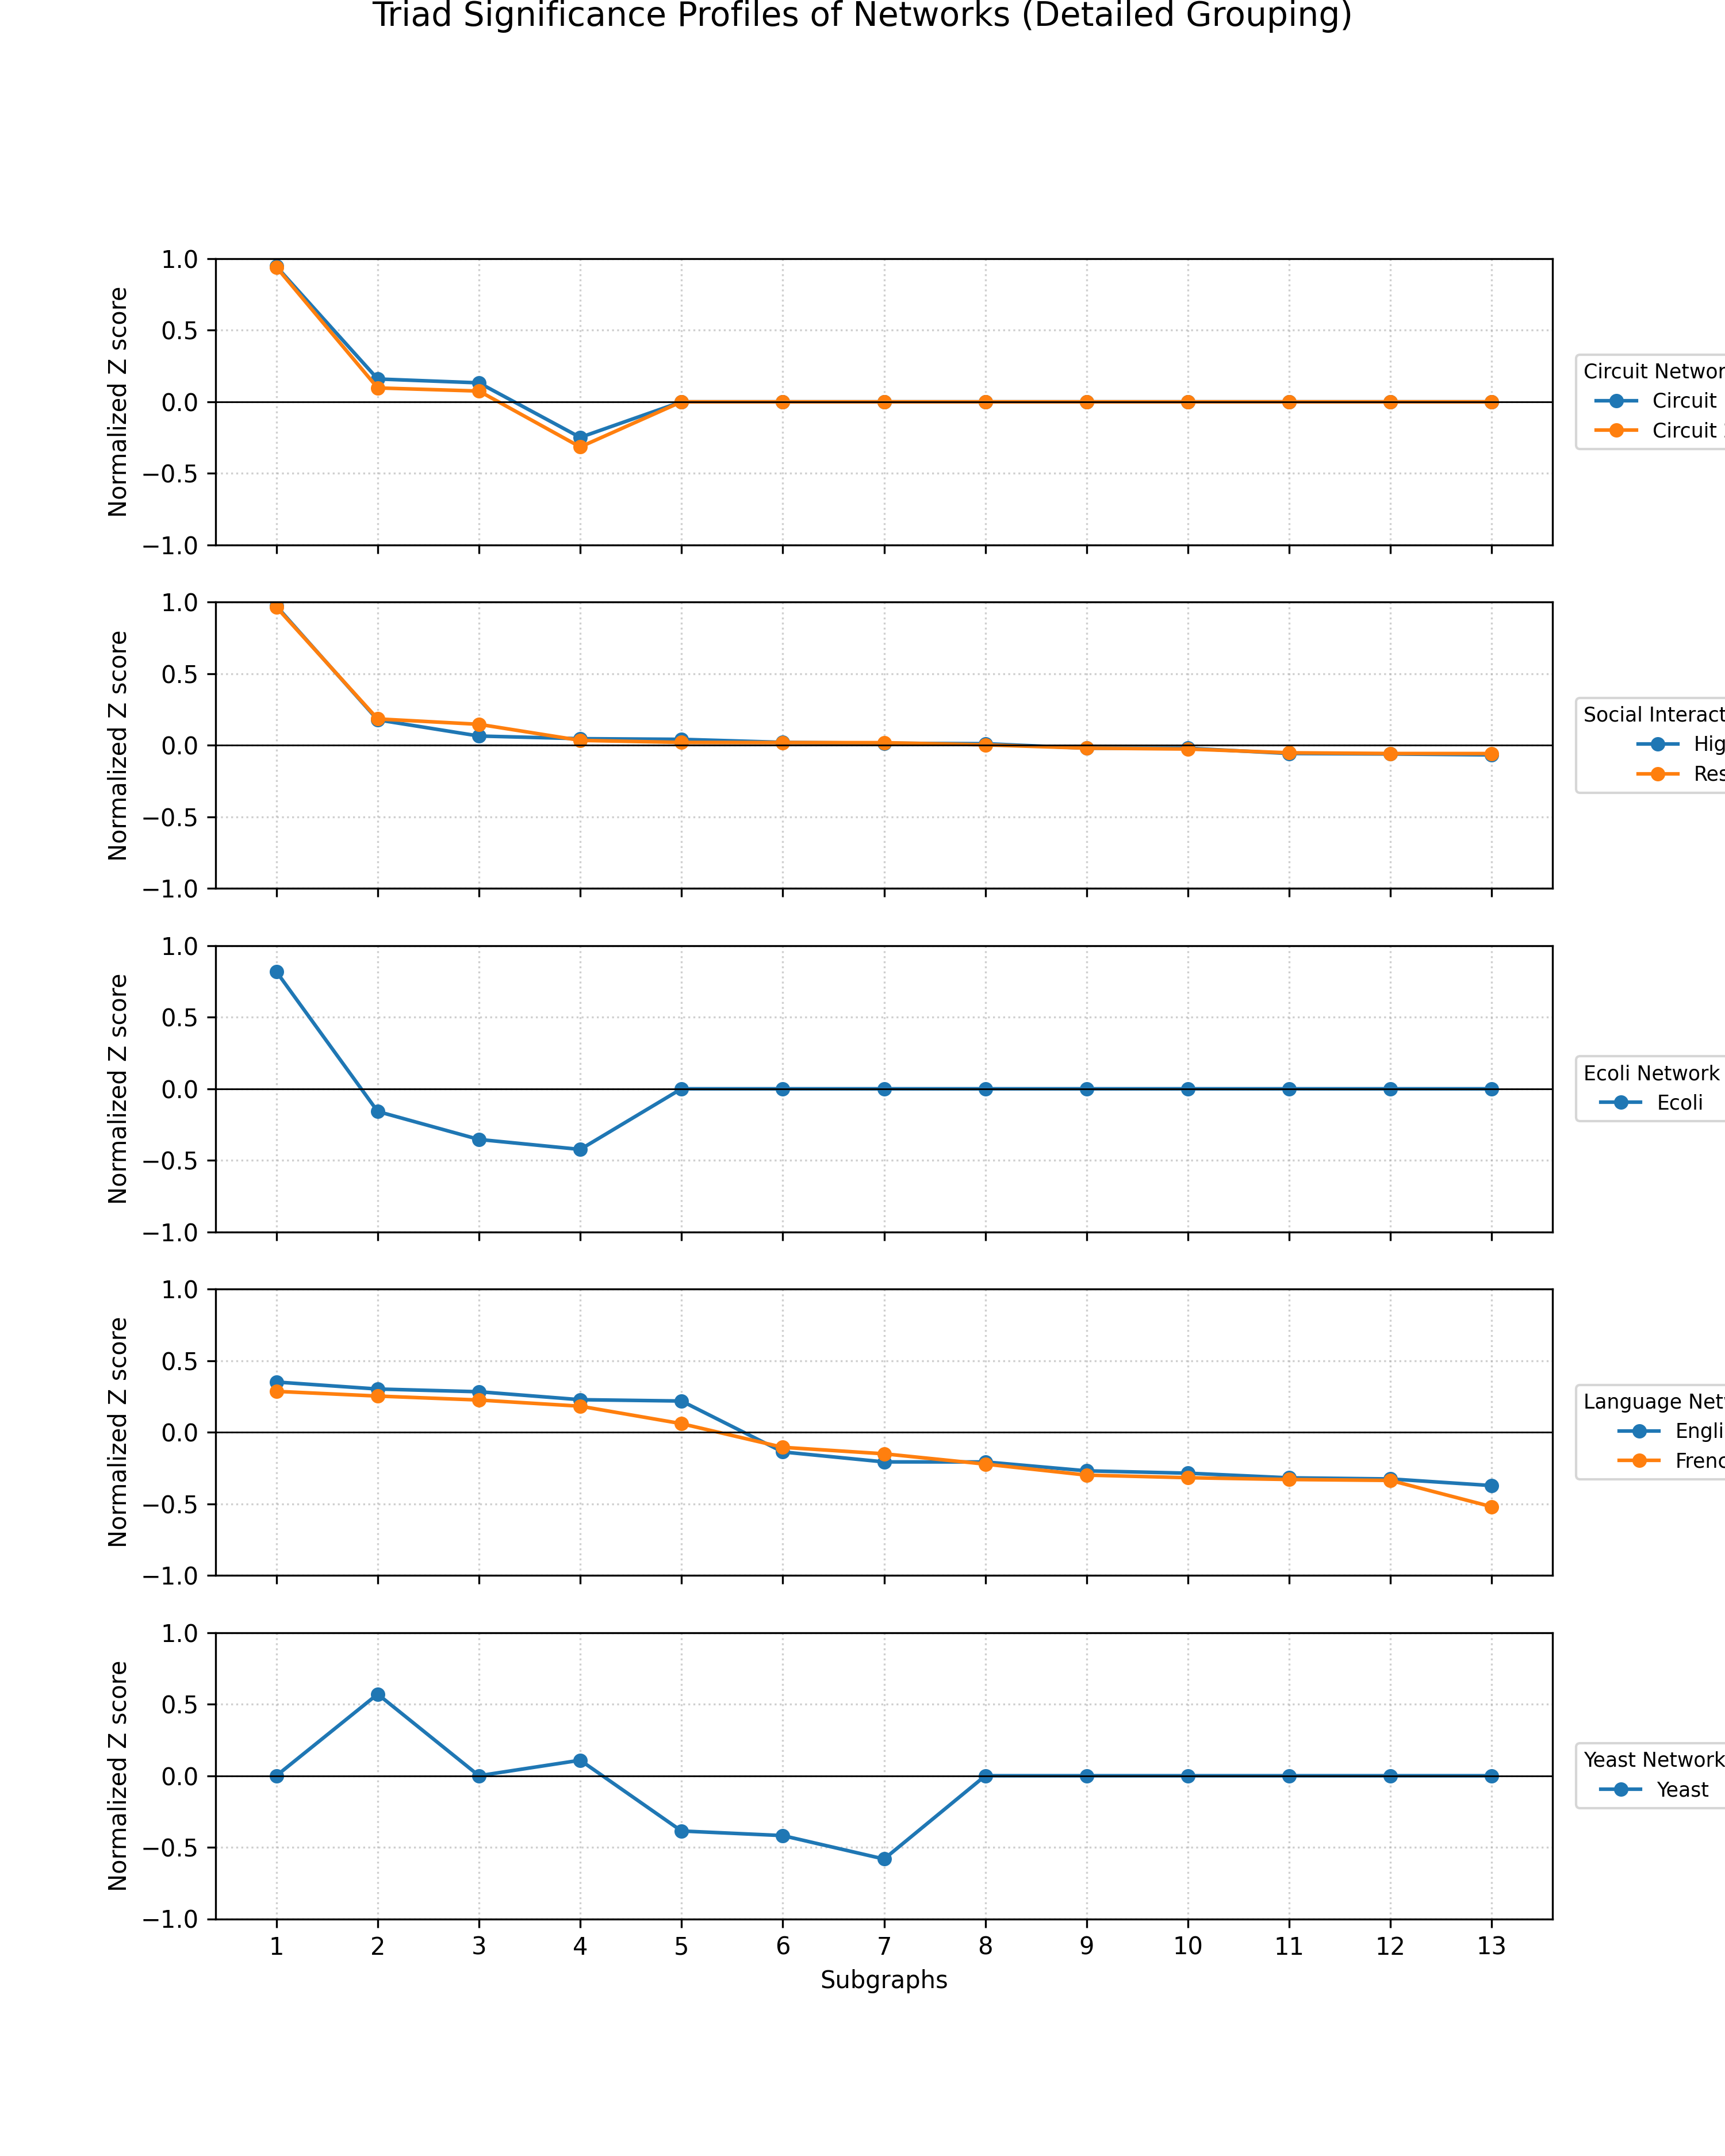 Triad Significance Profiles of Networks (Detailed Grouping)
Normalized Z score
1.0
0.5
0.0
−0.5
−1.0
Circuit Networ
Circuit
Circuit
Normalized Z score
1.0
0.5
0.0
−0.5
−1.0
Social Interact
Hig
Res
Normalized Z score
1.0
0.5
0.0
−0.5
−1.0
Ecoli Network
Ecoli
Normalized Z score
1.0
0.5
0.0
−0.5
−1.0
Language Net
Engli
Frenc
Normalized Z score
1.0
0.5
0.0
−0.5
−1.0
Yeast Network
Yeast
1 2 3 4 5 6 7 8 9 10 11 12 13
Subgraphs